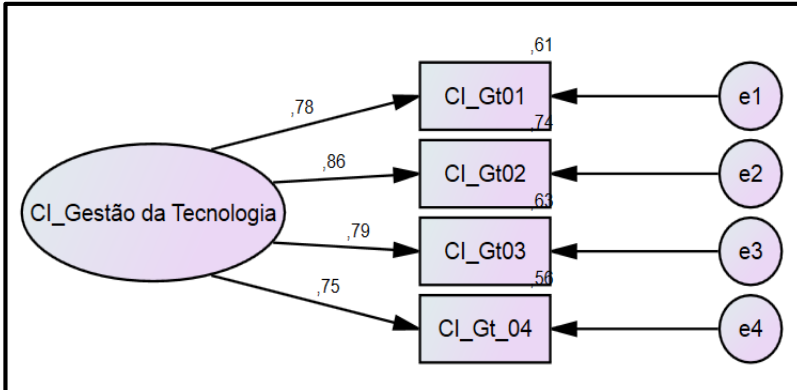 ,61
CI_Gt01
e1
,78
,74
,86
CI_Gt02
e2
CI_Gestão da Tecnologia
,63
,79
CI_Gt03
e3
,56
,75
CI_Gt_04
e4